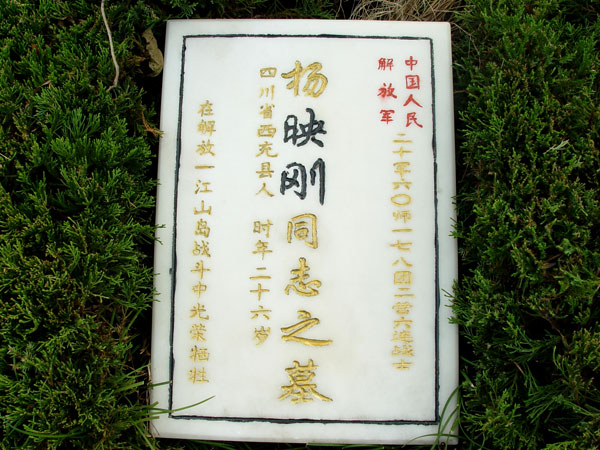 中国人民
解放军
二十军六〇师一七八团二营六连战士
杨映刚同志之墓
四川省西充县人 时年二十六岁
在解放一江山岛战斗中光荣牺牲